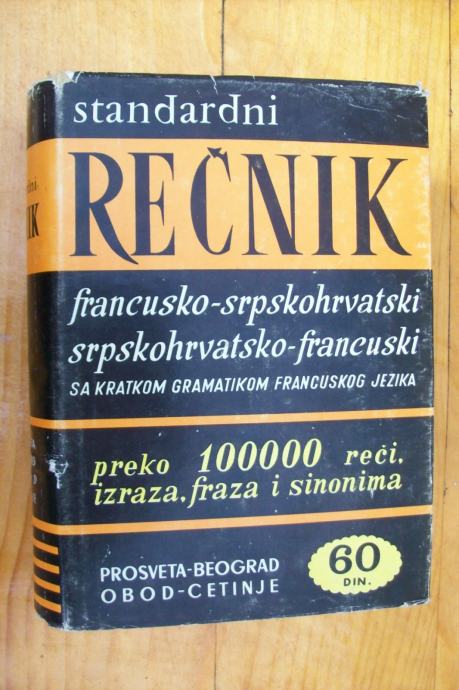 standardni
REČNIK
francusko-srpskohrvatski
srpskohrvatsko-francuski
SA KRATKOM GRAMATIKOM FRANCUSKOG JEZIKA
preko 100000 reči,
izraza, fraza i sinonima
PROSVETA-BEOGRAD
OBOD-CETINJE
60
DIN.